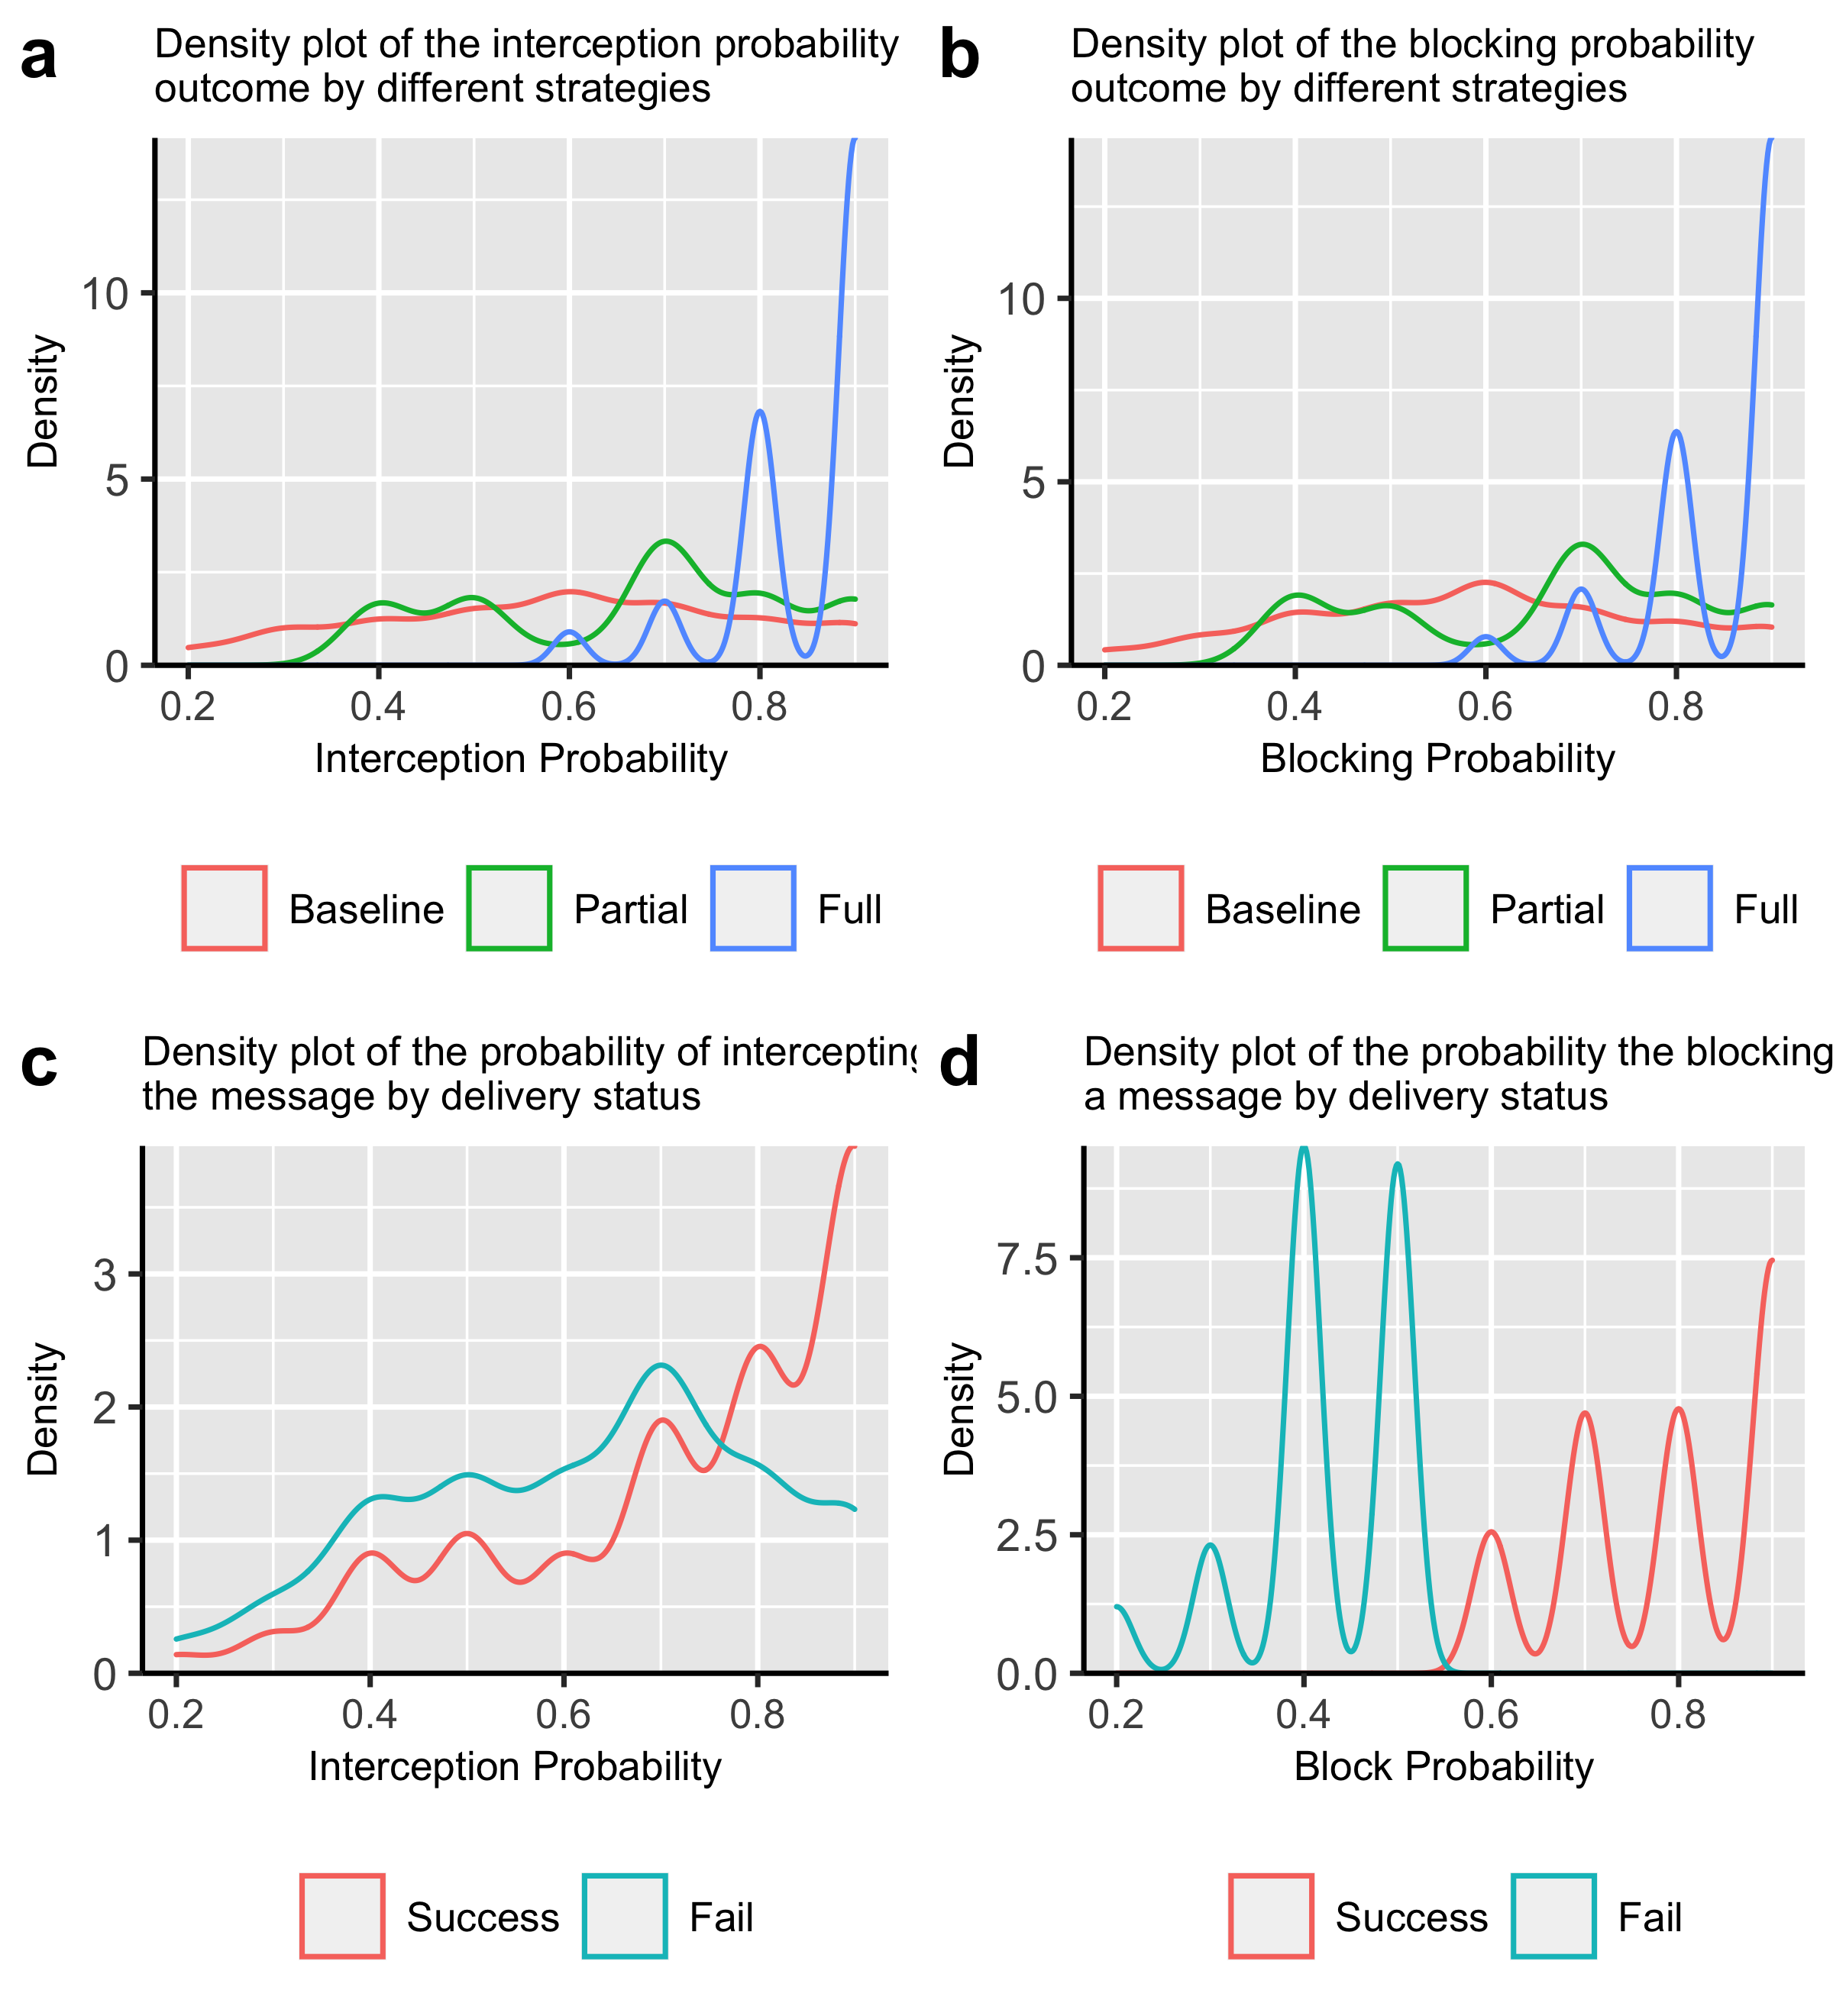 a
Density plot of the interception probability
outcome by different strategies
10
5
0
Density
0.2 0.4 0.6 0.8
Interception Probability
Baseline Partial Full
b
Density plot of the blocking probability
outcome by different strategies
10
5
0
Density
0.2 0.4 0.6 0.8
Blocking Probability
Baseline Partial Full
c
Density plot of the probability of intercepting
the message by delivery status
3
2
1
0
Density
0.2 0.4 0.6 0.8
Interception Probability
Success Fail
d
Density plot of the probability the blocking
a message by delivery status
7.5
5.0
2.5
0.0
Density
0.2 0.4 0.6 0.8
Block Probability
Success Fail